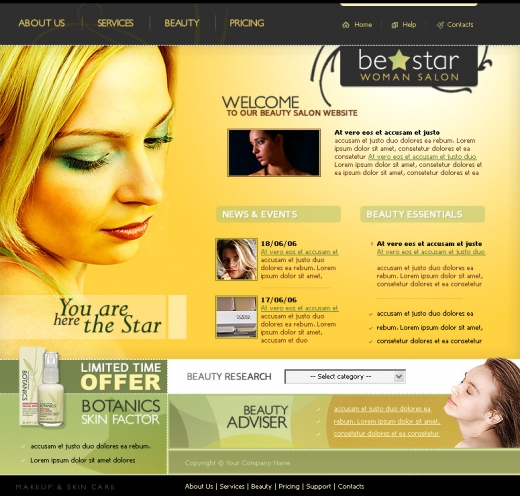 ABOUT US
SERVICES
BEAUTY
PRICING
Home
Help
Contacts
be star
WOMAN SALON
WELCOME
TO OUR BEAUTY SALON WEBSITE
At vero eos et accusam et justo
accusam et justo duo dolores ea rebum. Lorem
ipsum dolor sit amet, consetetur dolores et ea
consetetur At vero eos et accusam et justo duo
dolores ea rebum. Lorem ipsum dolor sit
amet, consetetur dolores et ea consetetur
NEWS & EVENTS
18/06/06
At vero eos et accusam et
accusam et justo duo
dolores ea rebum. Lorem
ipsum dolor sit amet,
17/06/06
At vero eos et accusam et
accusam et justo duo
dolores ea rebum. Lorem
accusam et duo
BEAUTY ESSENTIALS
At vero eos et accusam et justo
At vero eos et accusam et justo duo
accusam et justo duo dolores ea
rebum. Lorem ipsum dolor sit amet,
consetetur dolores et ea consetetur
accusam et justo duo dolores ea
rebum. Lorem ipsum dolor sit amet,
consetetur dolores et ea consetetur
You are
here the Star
LIMITED TIME
OFFER
BOTANICS
BOTANICS
SKIN FACTOR
accusam et justo duo dolores ea rebum.
Lorem ipsum dolor sit amet dolores
BEAUTY RESEARCH
-- Select category --
BEAUTY
ADVISER
accusam et justo duo dolores ea
rebum. Lorem ipsum dolor sit amet,
consetetur dolores et ea consetetur
Copyright © Your Company Name
MAKEUP & SKIN CARE
About Us | Services | Beauty | Pricing | Support | Contacts